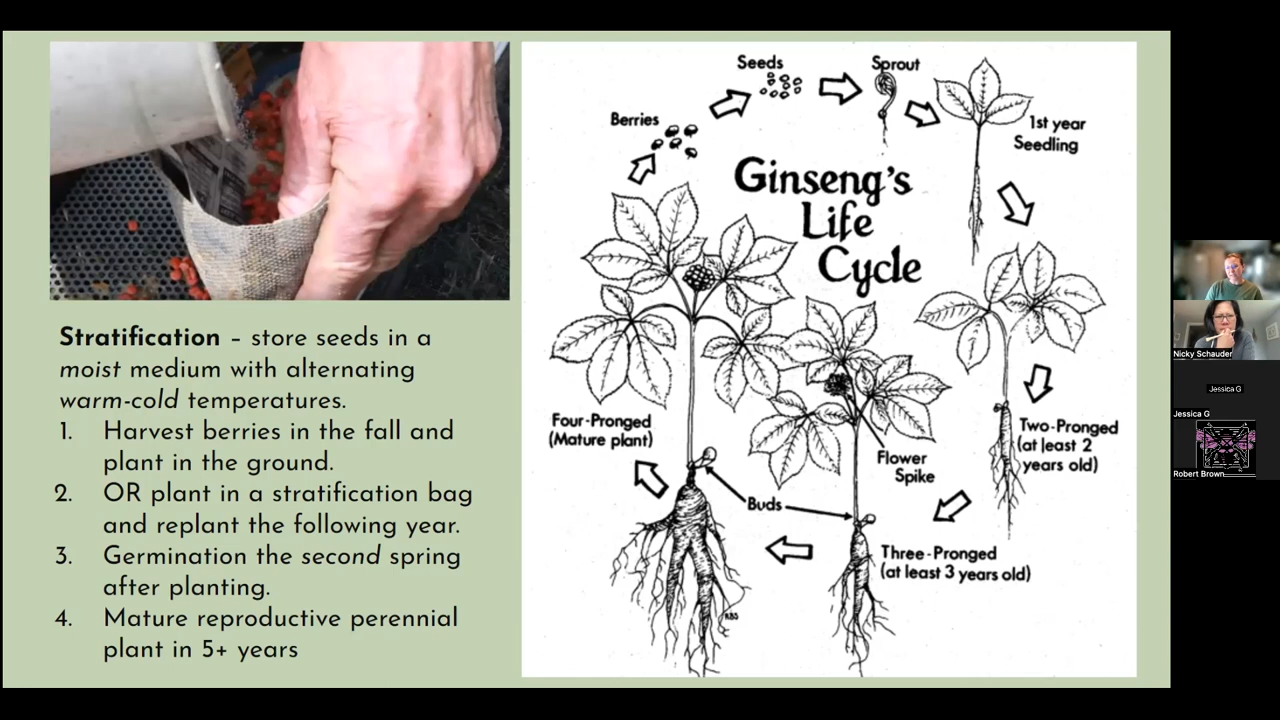 Stratification – store seeds in a
moist medium with alternating
warm-cold temperatures.
1. Harvest berries in the fall and
plant in the ground.
2. OR plant in a stratification bag
and replant the following year.
3. Germination the second spring
after planting.
4. Mature reproductive perennial
plant in 5+ years
Ginseng's
Life
Cycle
Berries
Seeds
Sprout
1st year
Seedling
Two-Pronged
(at least 2
years old)
Three-Pronged
(at least 3 years old)
Flower
Spike
Buds
Four-Pronged
(Mature plant)
RBS
Nicky Schauder
Jessica G
Jessica G
Robert Brown